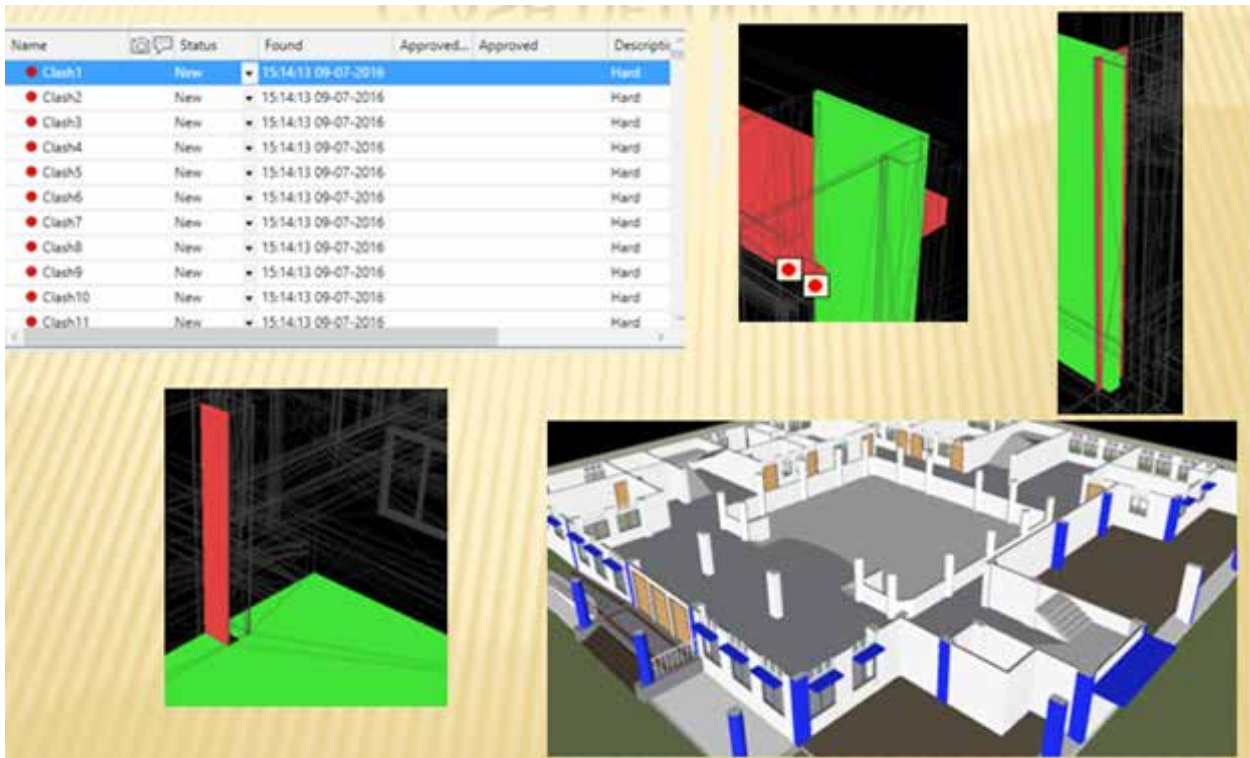 Name Status Found Approved... Approved Descriptio
Clash1 New 15:14:13 09-07-2016 Hard
Clash2 New 15:14:13 09-07-2016 Hard
Clash3 New 15:14:13 09-07-2016 Hard
Clash4 New 15:14:13 09-07-2016 Hard
Clash5 New 15:14:13 09-07-2016 Hard
Clash6 New 15:14:13 09-07-2016 Hard
Clash7 New 15:14:13 09-07-2016 Hard
Clash8 New 15:14:13 09-07-2016 Hard
Clash9 New 15:14:13 09-07-2016 Hard
Clash10 New 15:14:13 09-07-2016 Hard
Clash11 New 15:14:13 09-07-2016 Hard